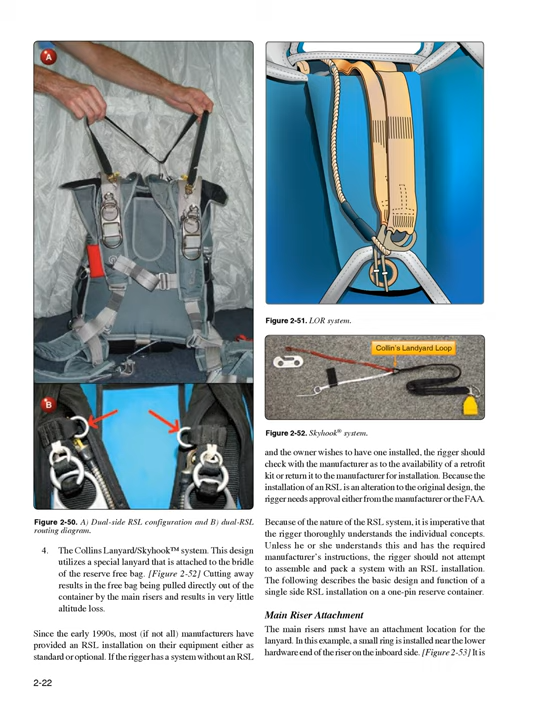 A
B
Figure 2-50. A) Dual-side RSL configuration and B) dual-RSL
routing diagram.
4. The Collins Lanyard/Skyhook™ system. This design
utilizes a special lanyard that is attached to the bridle
of the reserve free bag. [Figure 2-52] Cutting away
results in the free bag being pulled directly out of the
container by the main risers and results in very little
altitude loss.
Since the early 1990s, most (if not all) manufacturers have
provided an RSL installation on their equipment either as
standard or optional. If the rigger has a system without an RSL
Figure 2-51. LOR system.
Collin's Landyard Loop
Figure 2-52. Skyhook® system.
and the owner wishes to have one installed, the rigger should
check with the manufacturer as to the availability of a retrofit
kit or return it to the manufacturer for installation. Because the
installation of an RSL is an alteration to the original design, the
rigger needs approval either from the manufacturer or the FAA.
Because of the nature of the RSL system, it is imperative that
the rigger thoroughly understands the individual concepts.
Unless he or she understands this and has the required
manufacturer's instructions, the rigger should not attempt
to assemble and pack a system with an RSL installation.
The following describes the basic design and function of a
single side RSL installation on a one-pin reserve container.
Main Riser Attachment
The main risers must have an attachment location for the
lanyard. In this example, a small ring is installed near the lower
hardware end of the riser on the inboard side. [Figure 2-53] It is
2-22